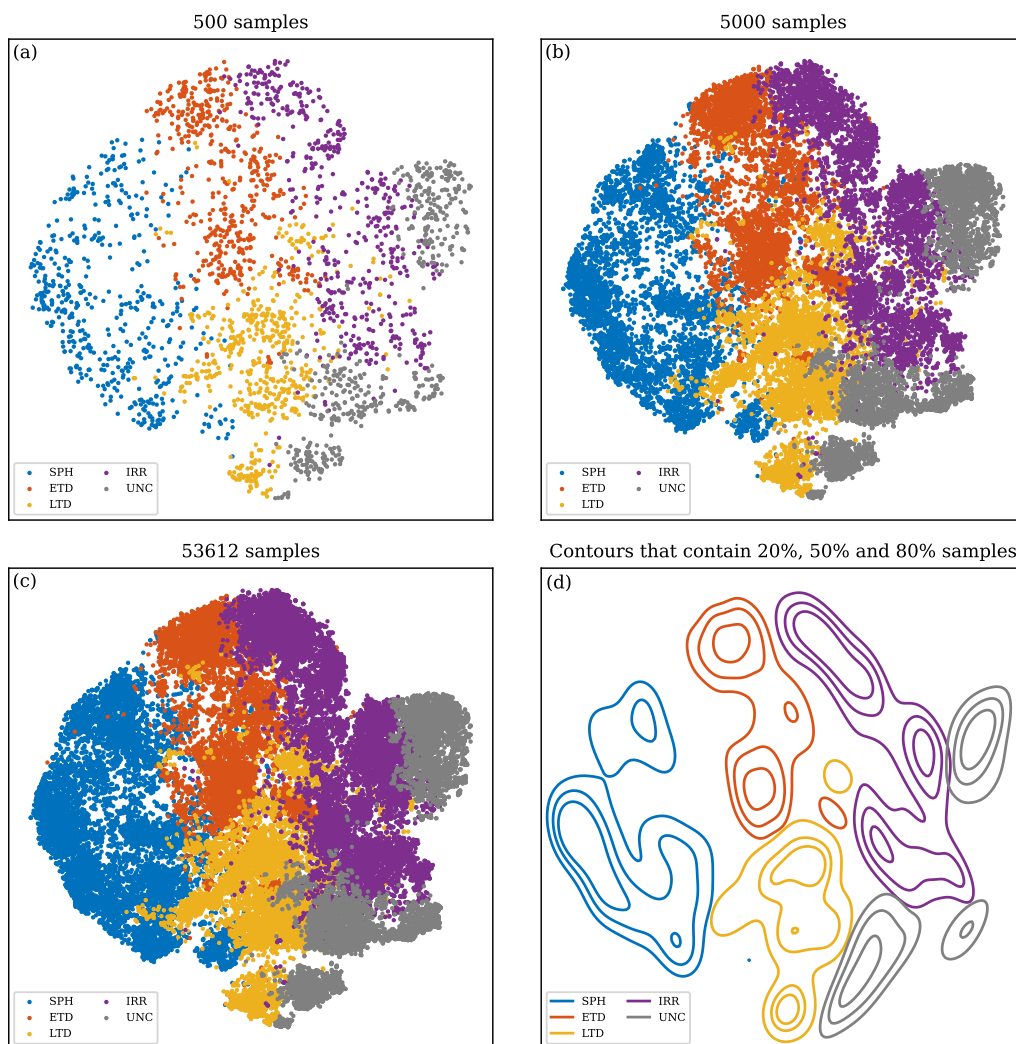 500 samples
5000 samples
(a)
(b)
SPH
IRR
ETD
UNC
LTD
SPH
IRR
ETD
UNC
LTD
53612 samples
Contours that contain 20%, 50% and 80% samples
(c)
(d)
SPH
IRR
ETD
UNC
LTD
SPH
IRR
ETD
UNC
LTD